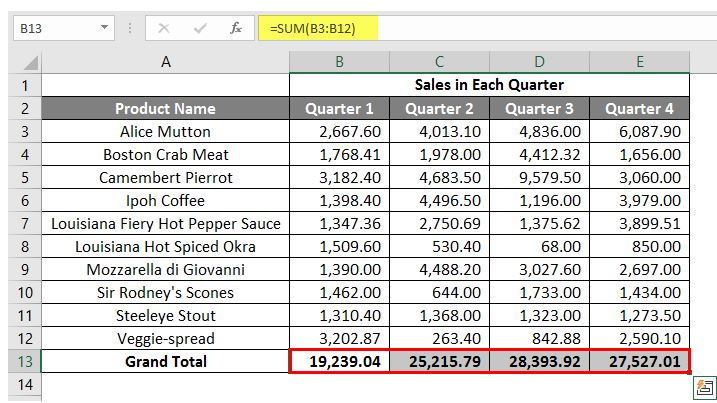 B13 fx =SUM(B3:B12)
A B C D E
1 Sales in Each Quarter
2 Product Name Quarter 1 Quarter 2 Quarter 3 Quarter 4
3 Alice Mutton 2,667.60 4,013.10 4,836.00 6,087.90
4 Boston Crab Meat 1,768.41 1,978.00 4,412.32 1,656.00
5 Camembert Pierrot 3,182.40 4,683.50 9,579.50 3,060.00
6 Ipoh Coffee 1,398.40 4,496.50 1,196.00 3,979.00
7 Louisiana Fiery Hot Pepper Sauce 1,347.36 2,750.69 1,375.62 3,899.51
8 Louisiana Hot Spiced Okra 1,509.60 530.40 68.00 850.00
9 Mozzarella di Giovanni 1,390.00 4,488.20 3,027.60 2,697.00
10 Sir Rodney's Scones 1,462.00 644.00 1,733.00 1,434.00
11 Steeleye Stout 1,310.40 1,368.00 1,323.00 1,273.50
12 Veggie-spread 3,202.87 263.40 842.88 2,590.10
13 Grand Total 19,239.04 25,215.79 28,393.92 27,527.01
14